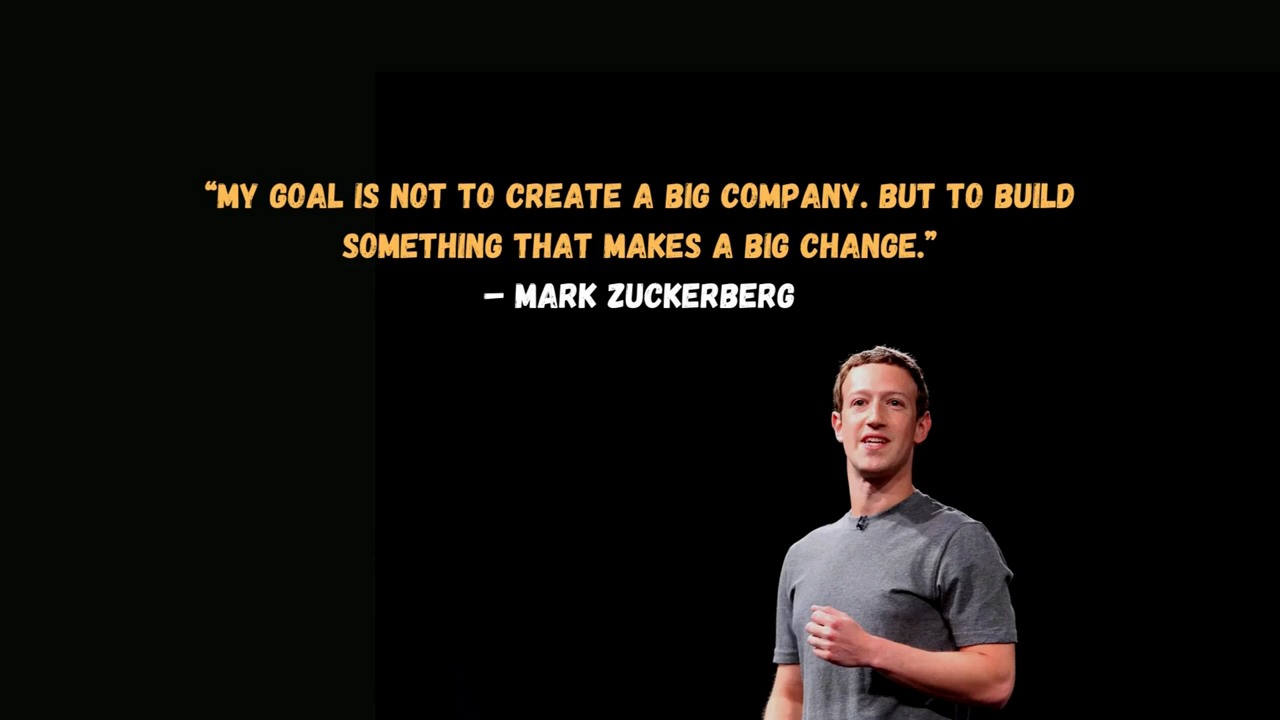 “MY GOAL IS NOT TO CREATE A BIG COMPANY. BUT TO BUILD
SOMETHING THAT MAKES A BIG CHANGE.”
– MARK ZUCKERBERG